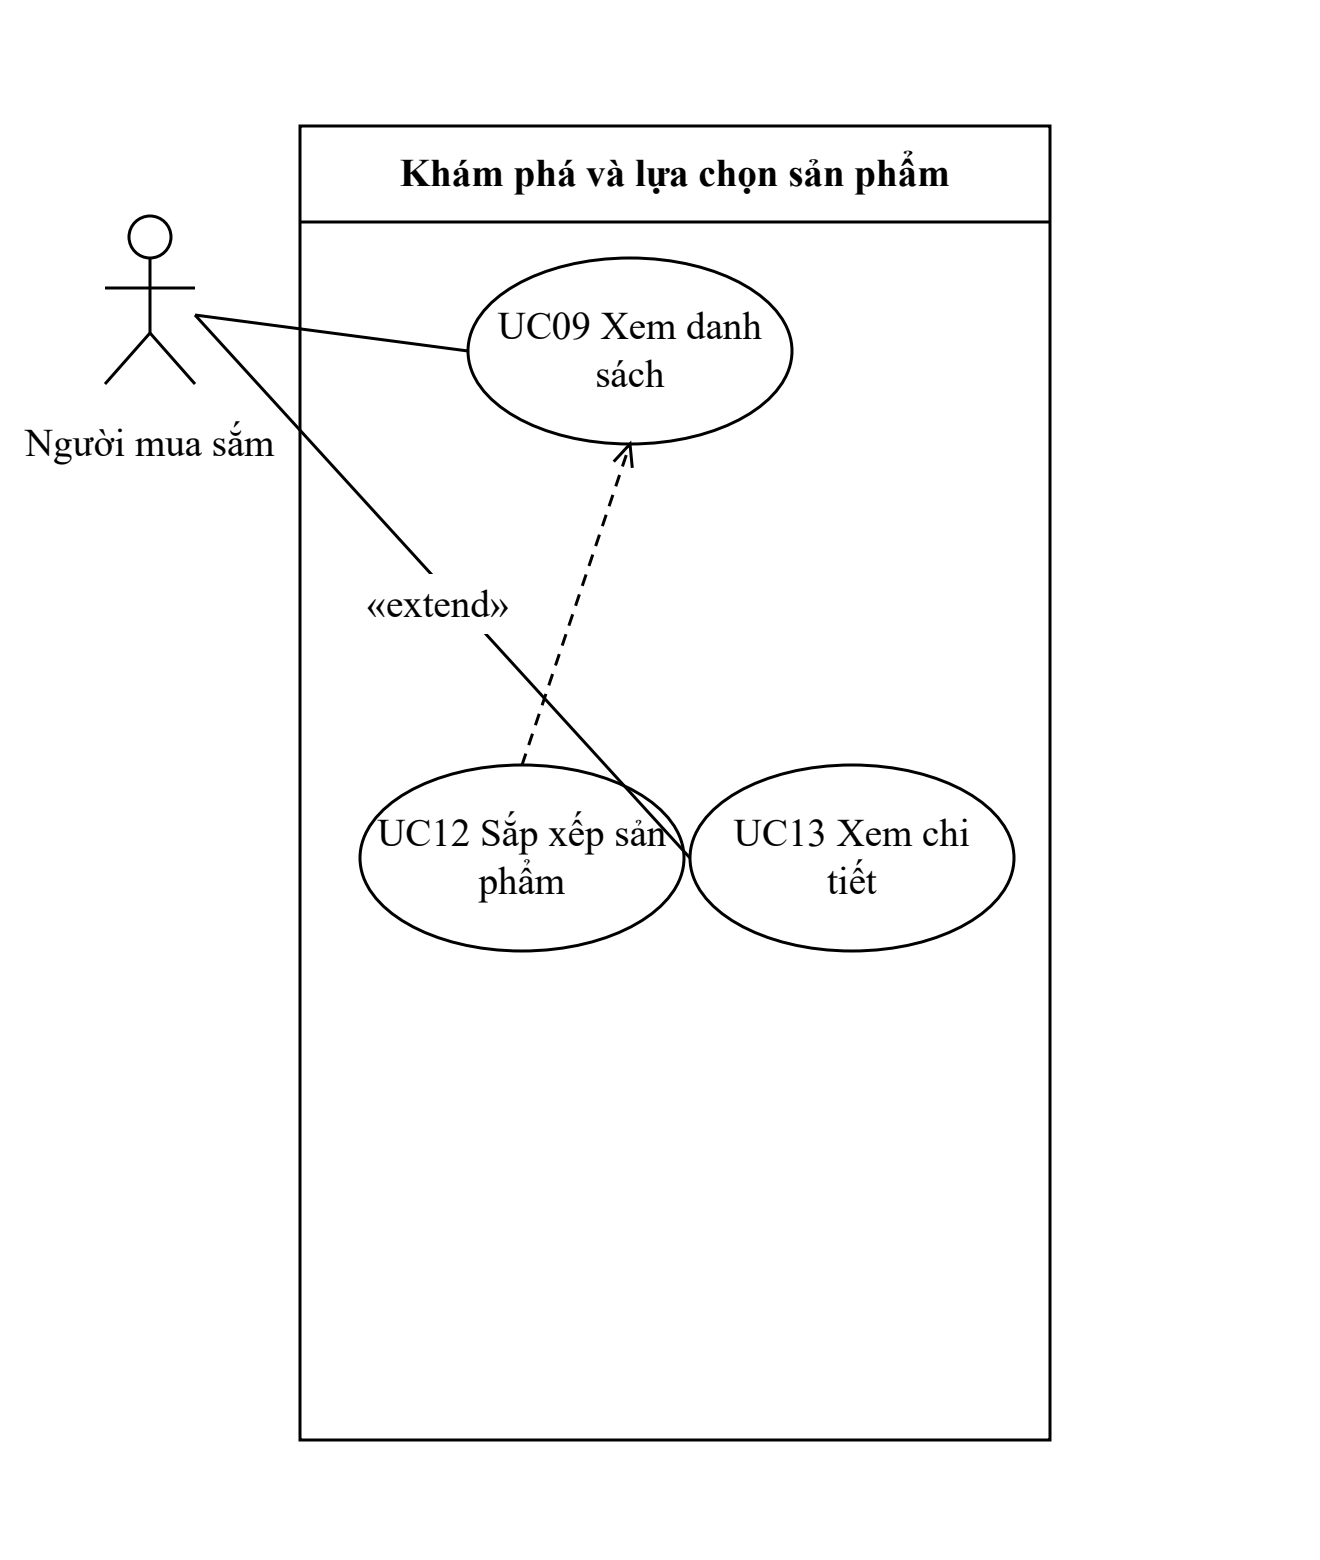 Khám phá và lựa chọn sản phẩm
UC09 Xem danh
sách
Người mua sắm
«extend»
UC12 Sắp xếp sản
phẩm
UC13 Xem chi
tiết